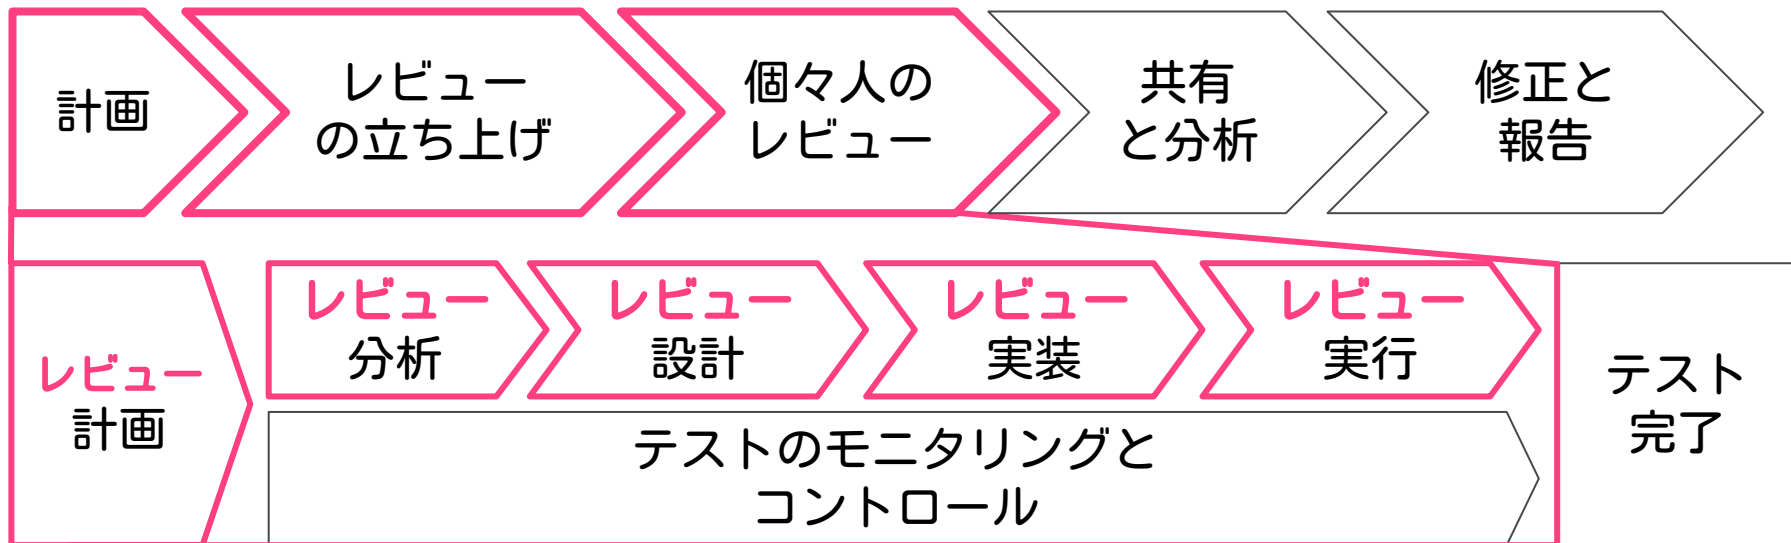 計画
レビュー
の立ち上げ
個々人の
レビュー
共有
と分析
修正と
報告
レビュー
計画
レビュー
分析
レビュー
設計
レビュー
実装
レビュー
実行
テストのモニタリングと
コントロール
テスト
完了